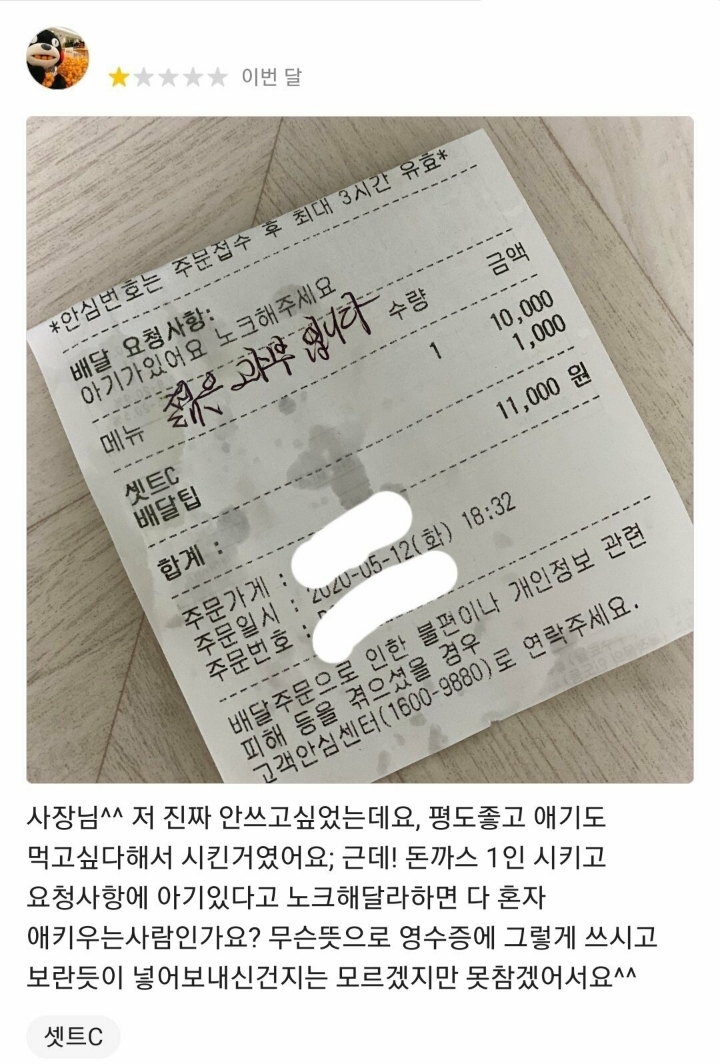 이번 달
*안심번호는 주문접수 후 최대 3시간 유효*
배달 요청사항:
아기가있어요 노크해주세요
젊은 과부 입니다
메뉴 수량 금액
셋트C 1 10,000
배달팁 1,000
합계 : 11,000 원
주문가게 :
주문일시 : 2020-05-12(화) 18:32
주문번호 :
배달주문으로 인한 불편이나 개인정보 관련
피해 등을 겪으셨을 경우
고객안심센터(1600-9880)로 연락주세요.
사장님^^ 저 진짜 안쓰고싶었는데요, 평도좋고 애기도
먹고싶다해서 시킨거였어요; 근데! 돈까스 1인 시키고
요청사항에 아기있다고 노크해달라하면 다 혼자
애키우는사람인가요? 무슨뜻으로 영수증에 그렇게 쓰시고
보란듯이 넣어보내신건지는 모르겠지만 못참겠어서요^^
셋트C